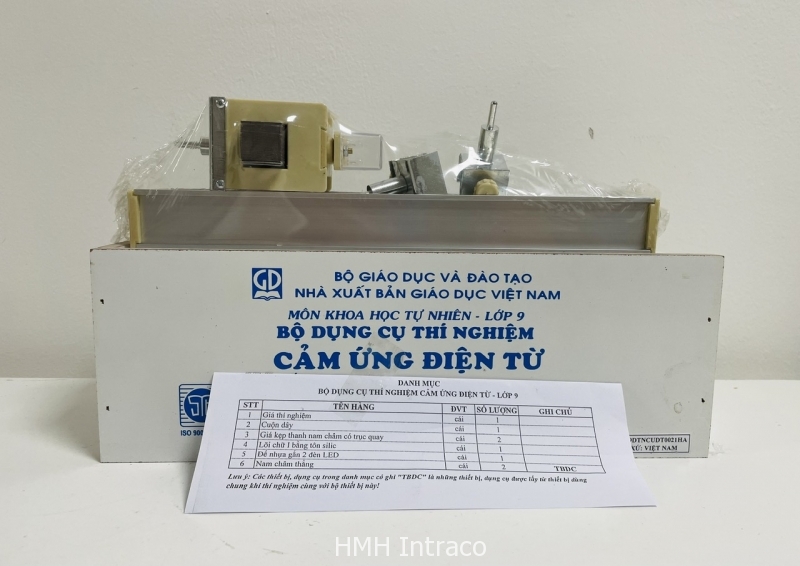 GD
BỘ GIÁO DỤC VÀ ĐÀO TẠO
NHÀ XUẤT BẢN GIÁO DỤC VIỆT NAM
MÔN KHOA HỌC TỰ NHIÊN - LỚP 9
BỘ DỤNG CỤ THÍ NGHIỆM
CẢM ỨNG ĐIỆN TỪ
DANH MỤC
BỘ DỤNG CỤ THÍ NGHIỆM CẢM ỨNG ĐIỆN TỪ - LỚP 9
STT TÊN HÀNG ĐVT SỐ LƯỢNG GHI CHÚ
1 Giá thí nghiệm cái 1
2 Cuộn dây cái 1
3 Giá kẹp thanh nam châm có trục quay cái 2
4 Lõi chữ I bằng tôn silic cái 1
5 Đế nhựa gắn 2 đèn LED cái 1
6 Nam châm thẳng cái 2 TBDC
Lưu ý: Các thiết bị, dụng cụ trong danh mục có ghi "TBDC" là những thiết bị, dụng cụ được lấy từ thiết bị dùng
chung khi thí nghiệm cùng với bộ thiết bị này!
ISO
DTNCUDT0021HA
XỨ: VIỆT NAM
HMH Intraco